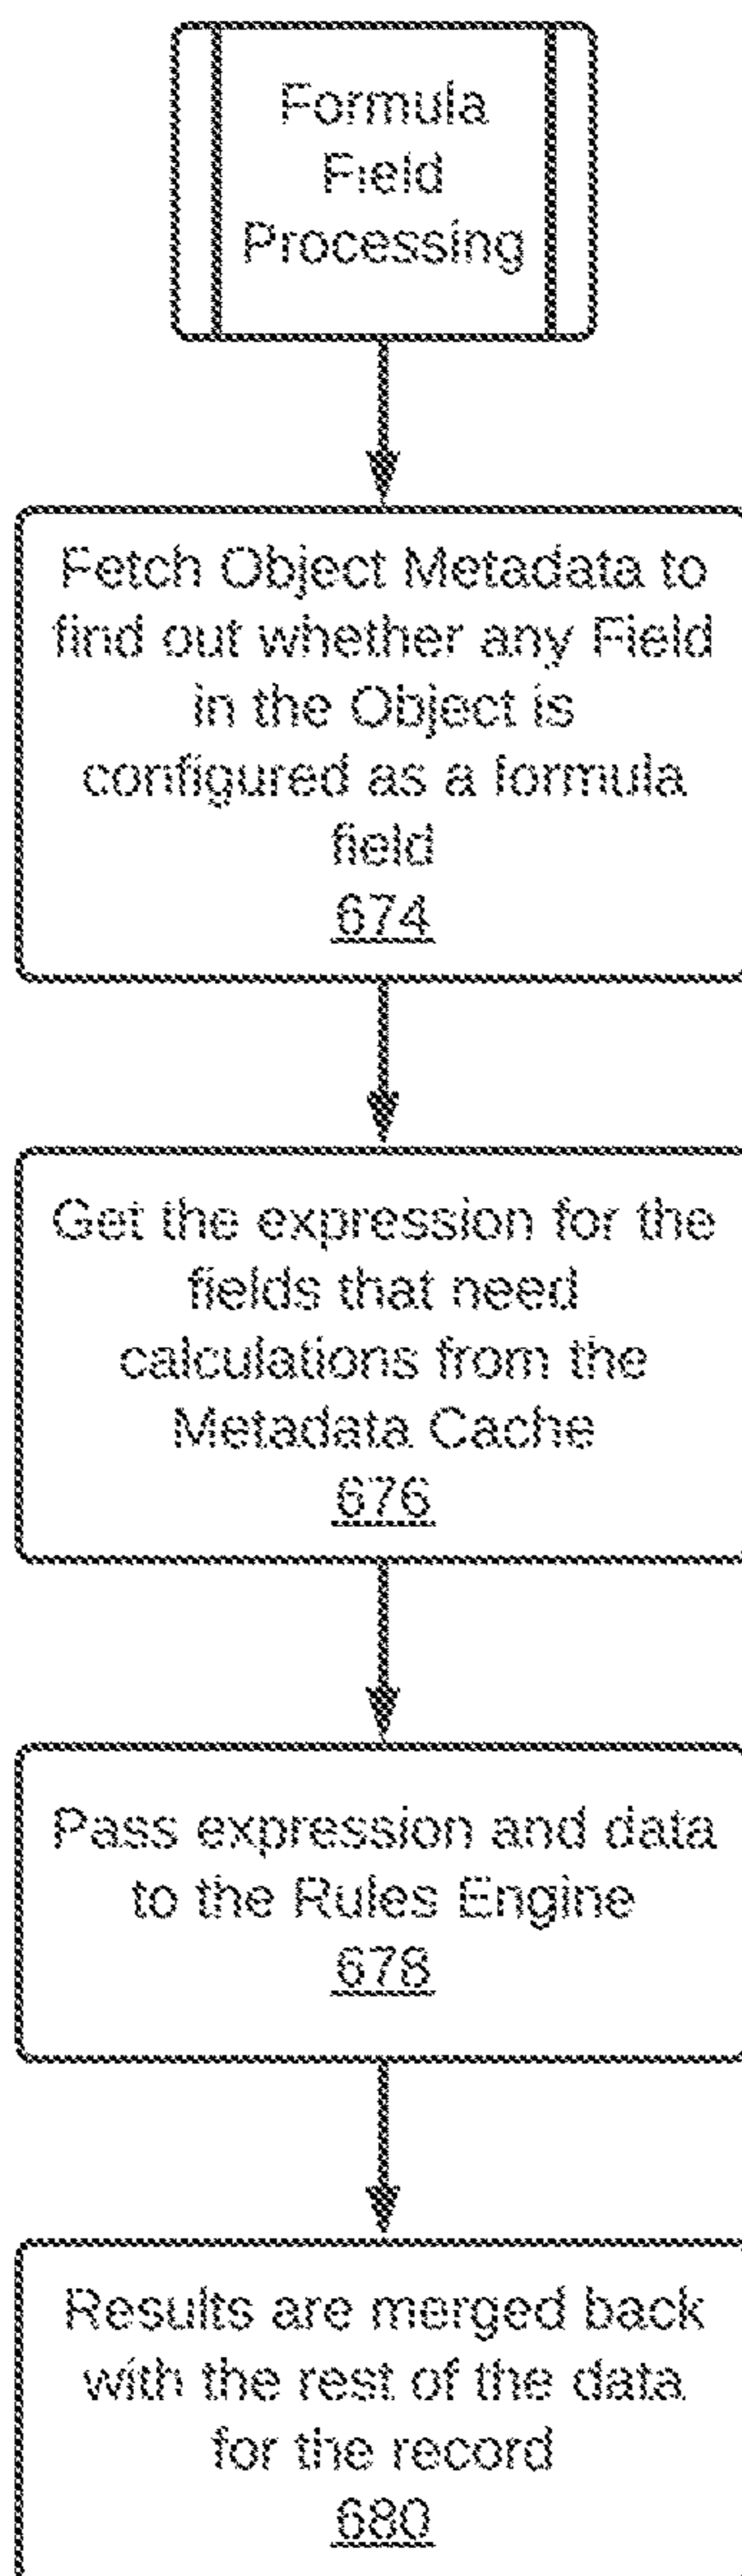 Formula
Field
Processing
Fetch Object Metadata to
find out whether any Field
in the Object is
configured as a formula
field
674
Get the expression for the
fields that need
calculations from the
Metadata Cache
676
Pass expression and data
to the Rules Engine
678
Results are merged back
with the rest of the data
for the record
680